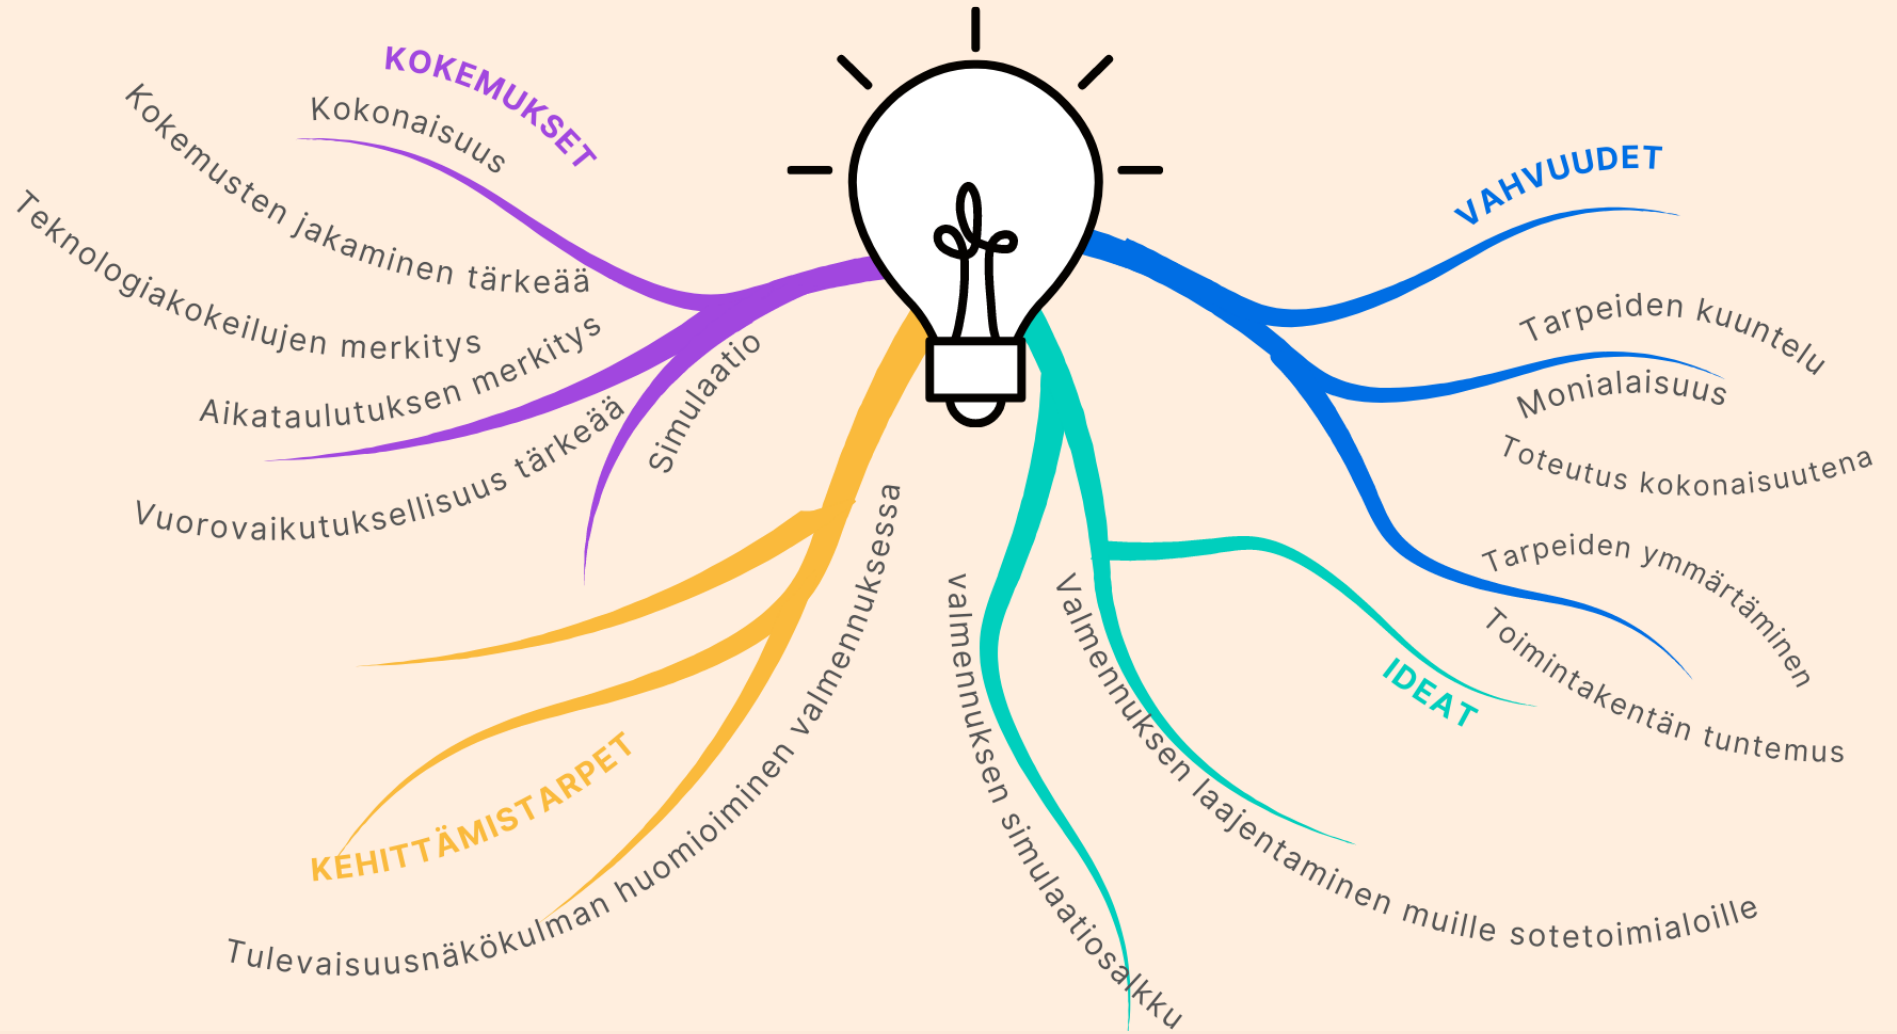 KOKEMUKSET
Kokonaisuus
Kokemusten jakaminen tärkeää
Teknologiakokeilujen merkitys
Aikataulutuksen merkitys
Vuorovaikutuksellisuus tärkeää
Simulaatio
VAHVUUDET
Tarpeiden kuuntelu
Monialaisuus
Toteutus kokonaisuutena
Tarpeiden ymmärtäminen
Toimintakentän tuntemus
KEHITTÄMISTARPET
Tulevaisuusnäkökulman huomioiminen valmennuksessa
IDEAT
valmennuksen simulaatiosalkku
Valmennuksen laajentaminen muille sotetoimialoille